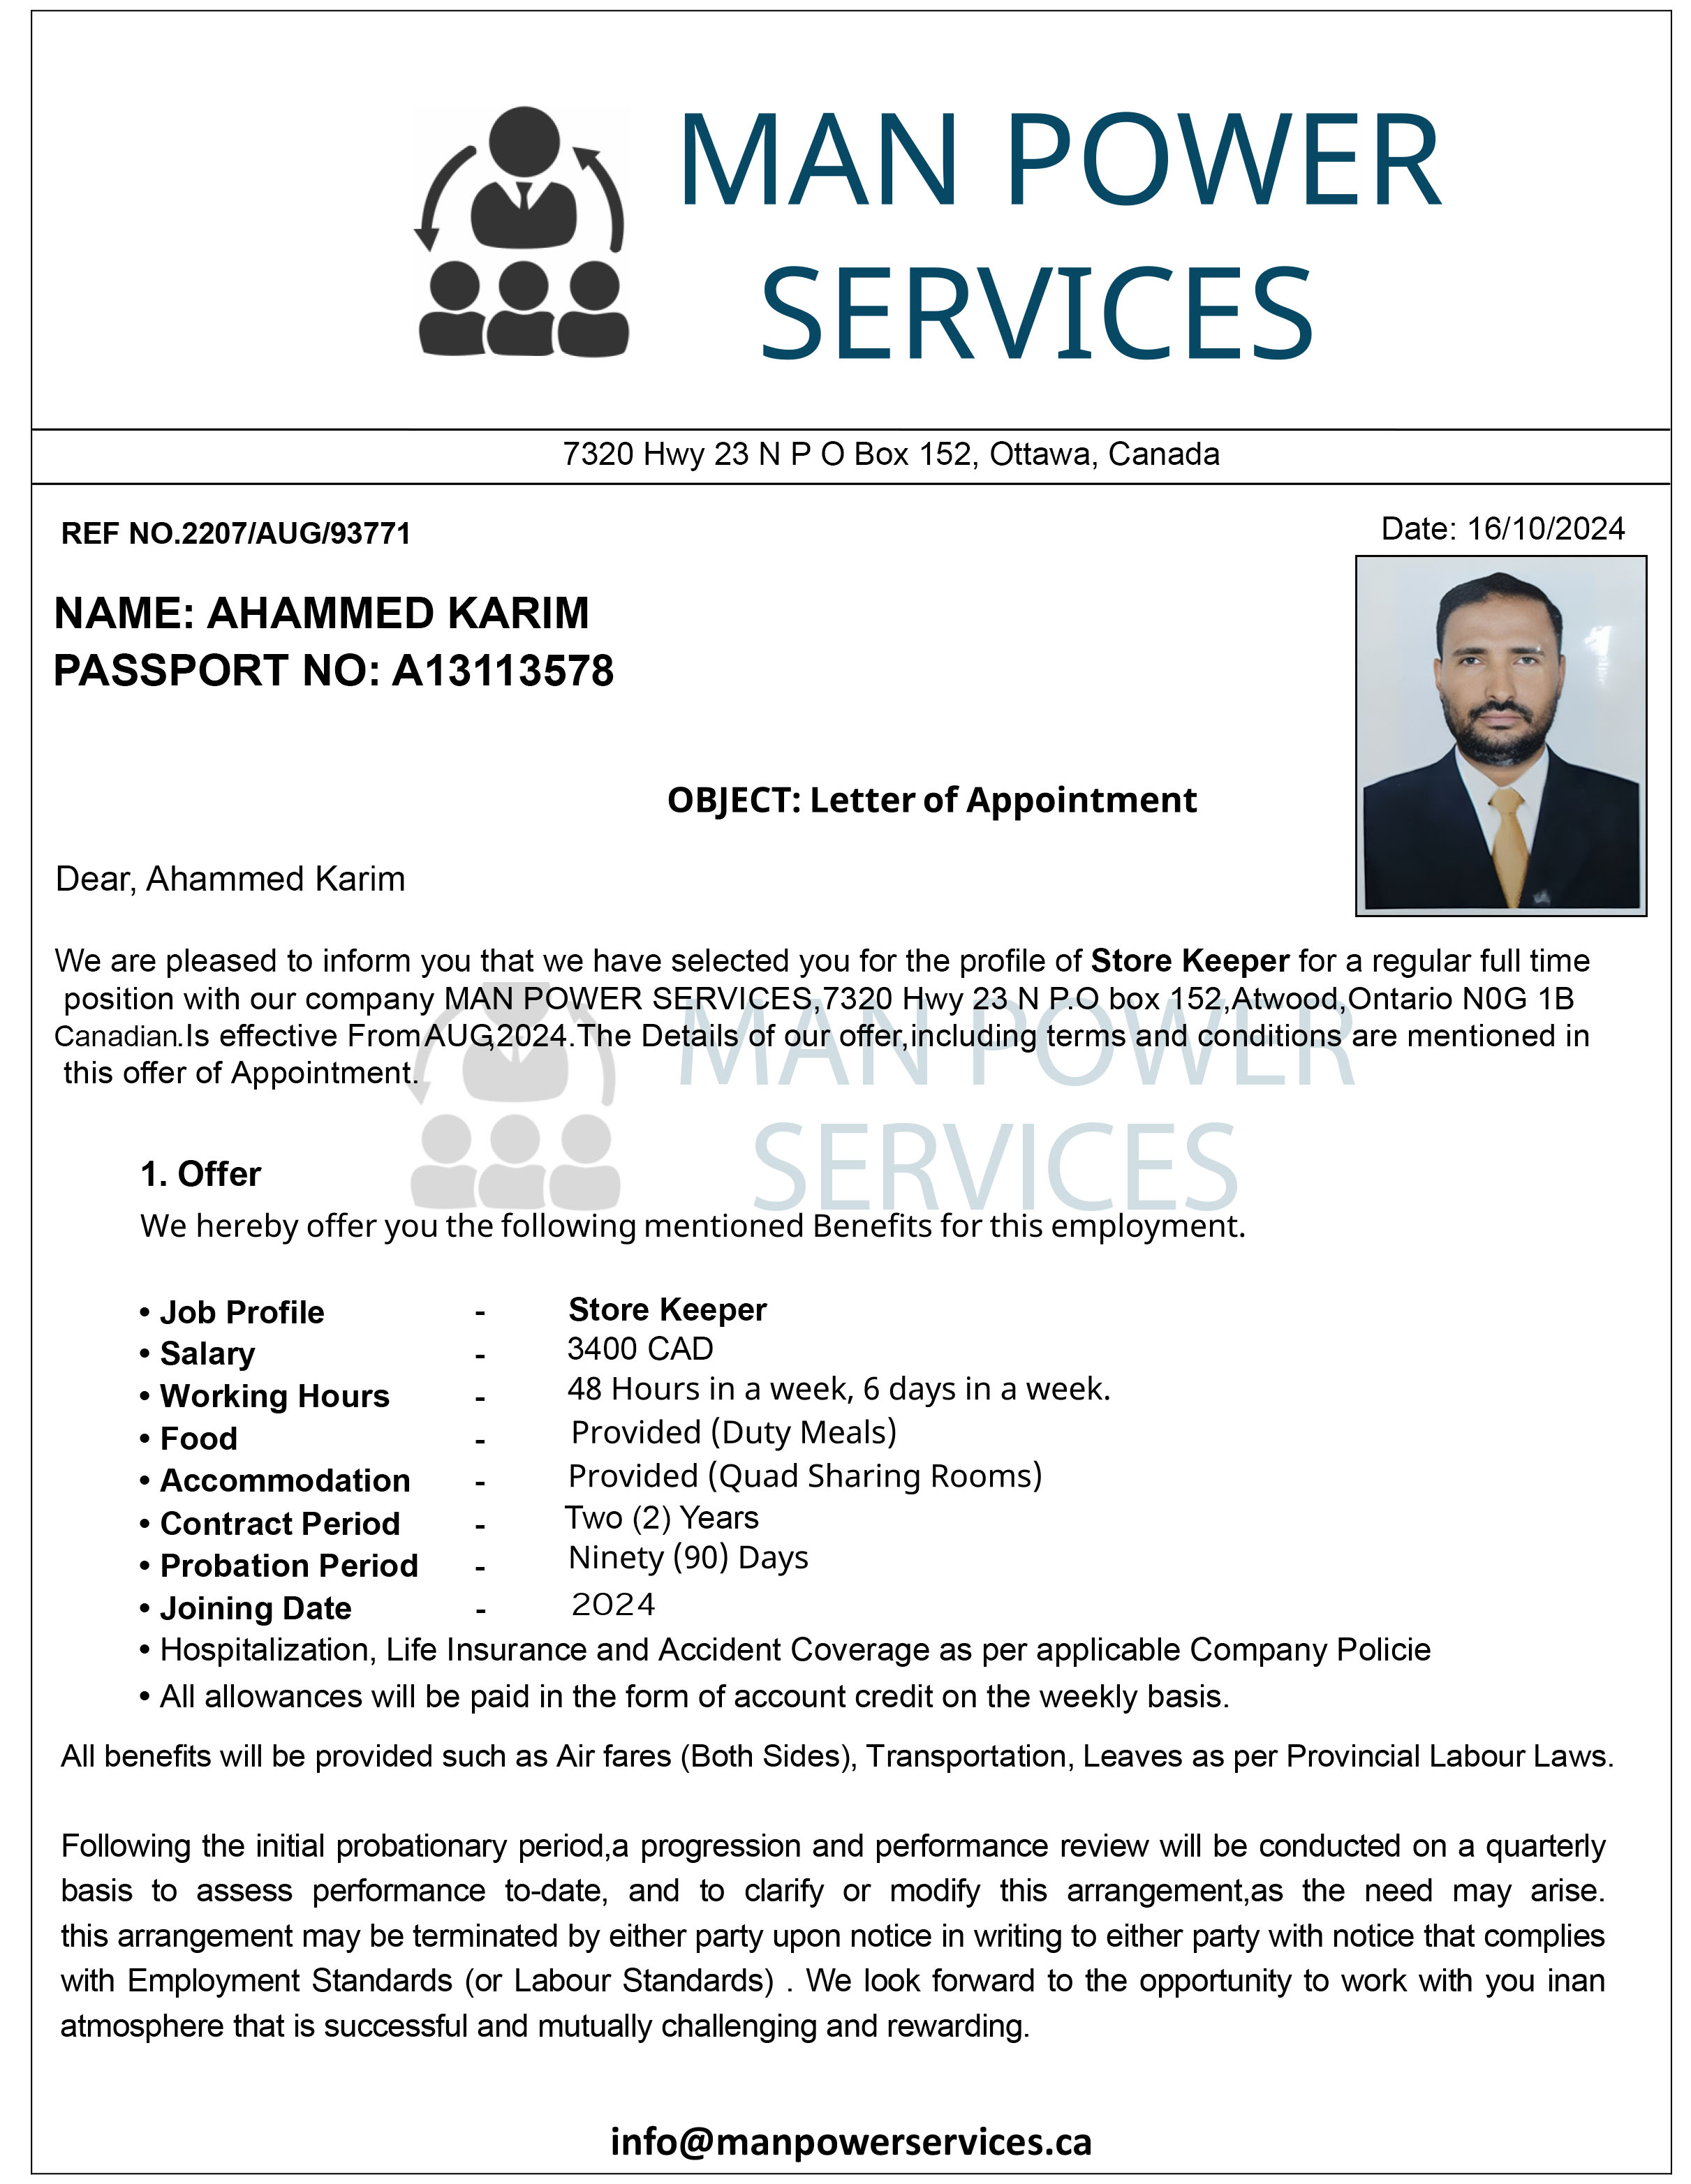 MAN POWER
SERVICES
7320 Hwy 23 N P O Box 152, Ottawa, Canada
REF NO.2207/AUG/93771
Date: 16/10/2024
NAME: AHAMMED KARIM
PASSPORT NO: A13113578
OBJECT: Letter of Appointment
Dear, Ahammed Karim
We are pleased to inform you that we have selected you for the profile of Store Keeper for a regular full time
position with our company MAN POWER SERVICES,7320 Hwy 23 N P.O box 152,Atwood,Ontario N0G 1B
Canadian.Is effective From AUG,2024.The Details of our offer,including terms and conditions are mentioned in
this offer of Appointment.
MAN POWER
SERVICES
1. Offer
We hereby offer you the following mentioned Benefits for this employment.
• Job Profile - Store Keeper
• Salary - 3400 CAD
• Working Hours - 48 Hours in a week, 6 days in a week.
• Food - Provided (Duty Meals)
• Accommodation - Provided (Quad Sharing Rooms)
• Contract Period - Two (2) Years
• Probation Period - Ninety (90) Days
• Joining Date - 2024
• Hospitalization, Life Insurance and Accident Coverage as per applicable Company Policie
• All allowances will be paid in the form of account credit on the weekly basis.
All benefits will be provided such as Air fares (Both Sides), Transportation, Leaves as per Provincial Labour Laws.
Following the initial probationary period,a progression and performance review will be conducted on a quarterly
basis to assess performance to-date, and to clarify or modify this arrangement,as the need may arise.
this arrangement may be terminated by either party upon notice in writing to either party with notice that complies
with Employment Standards (or Labour Standards) . We look forward to the opportunity to work with you inan
atmosphere that is successful and mutually challenging and rewarding.
info@manpowerservices.ca